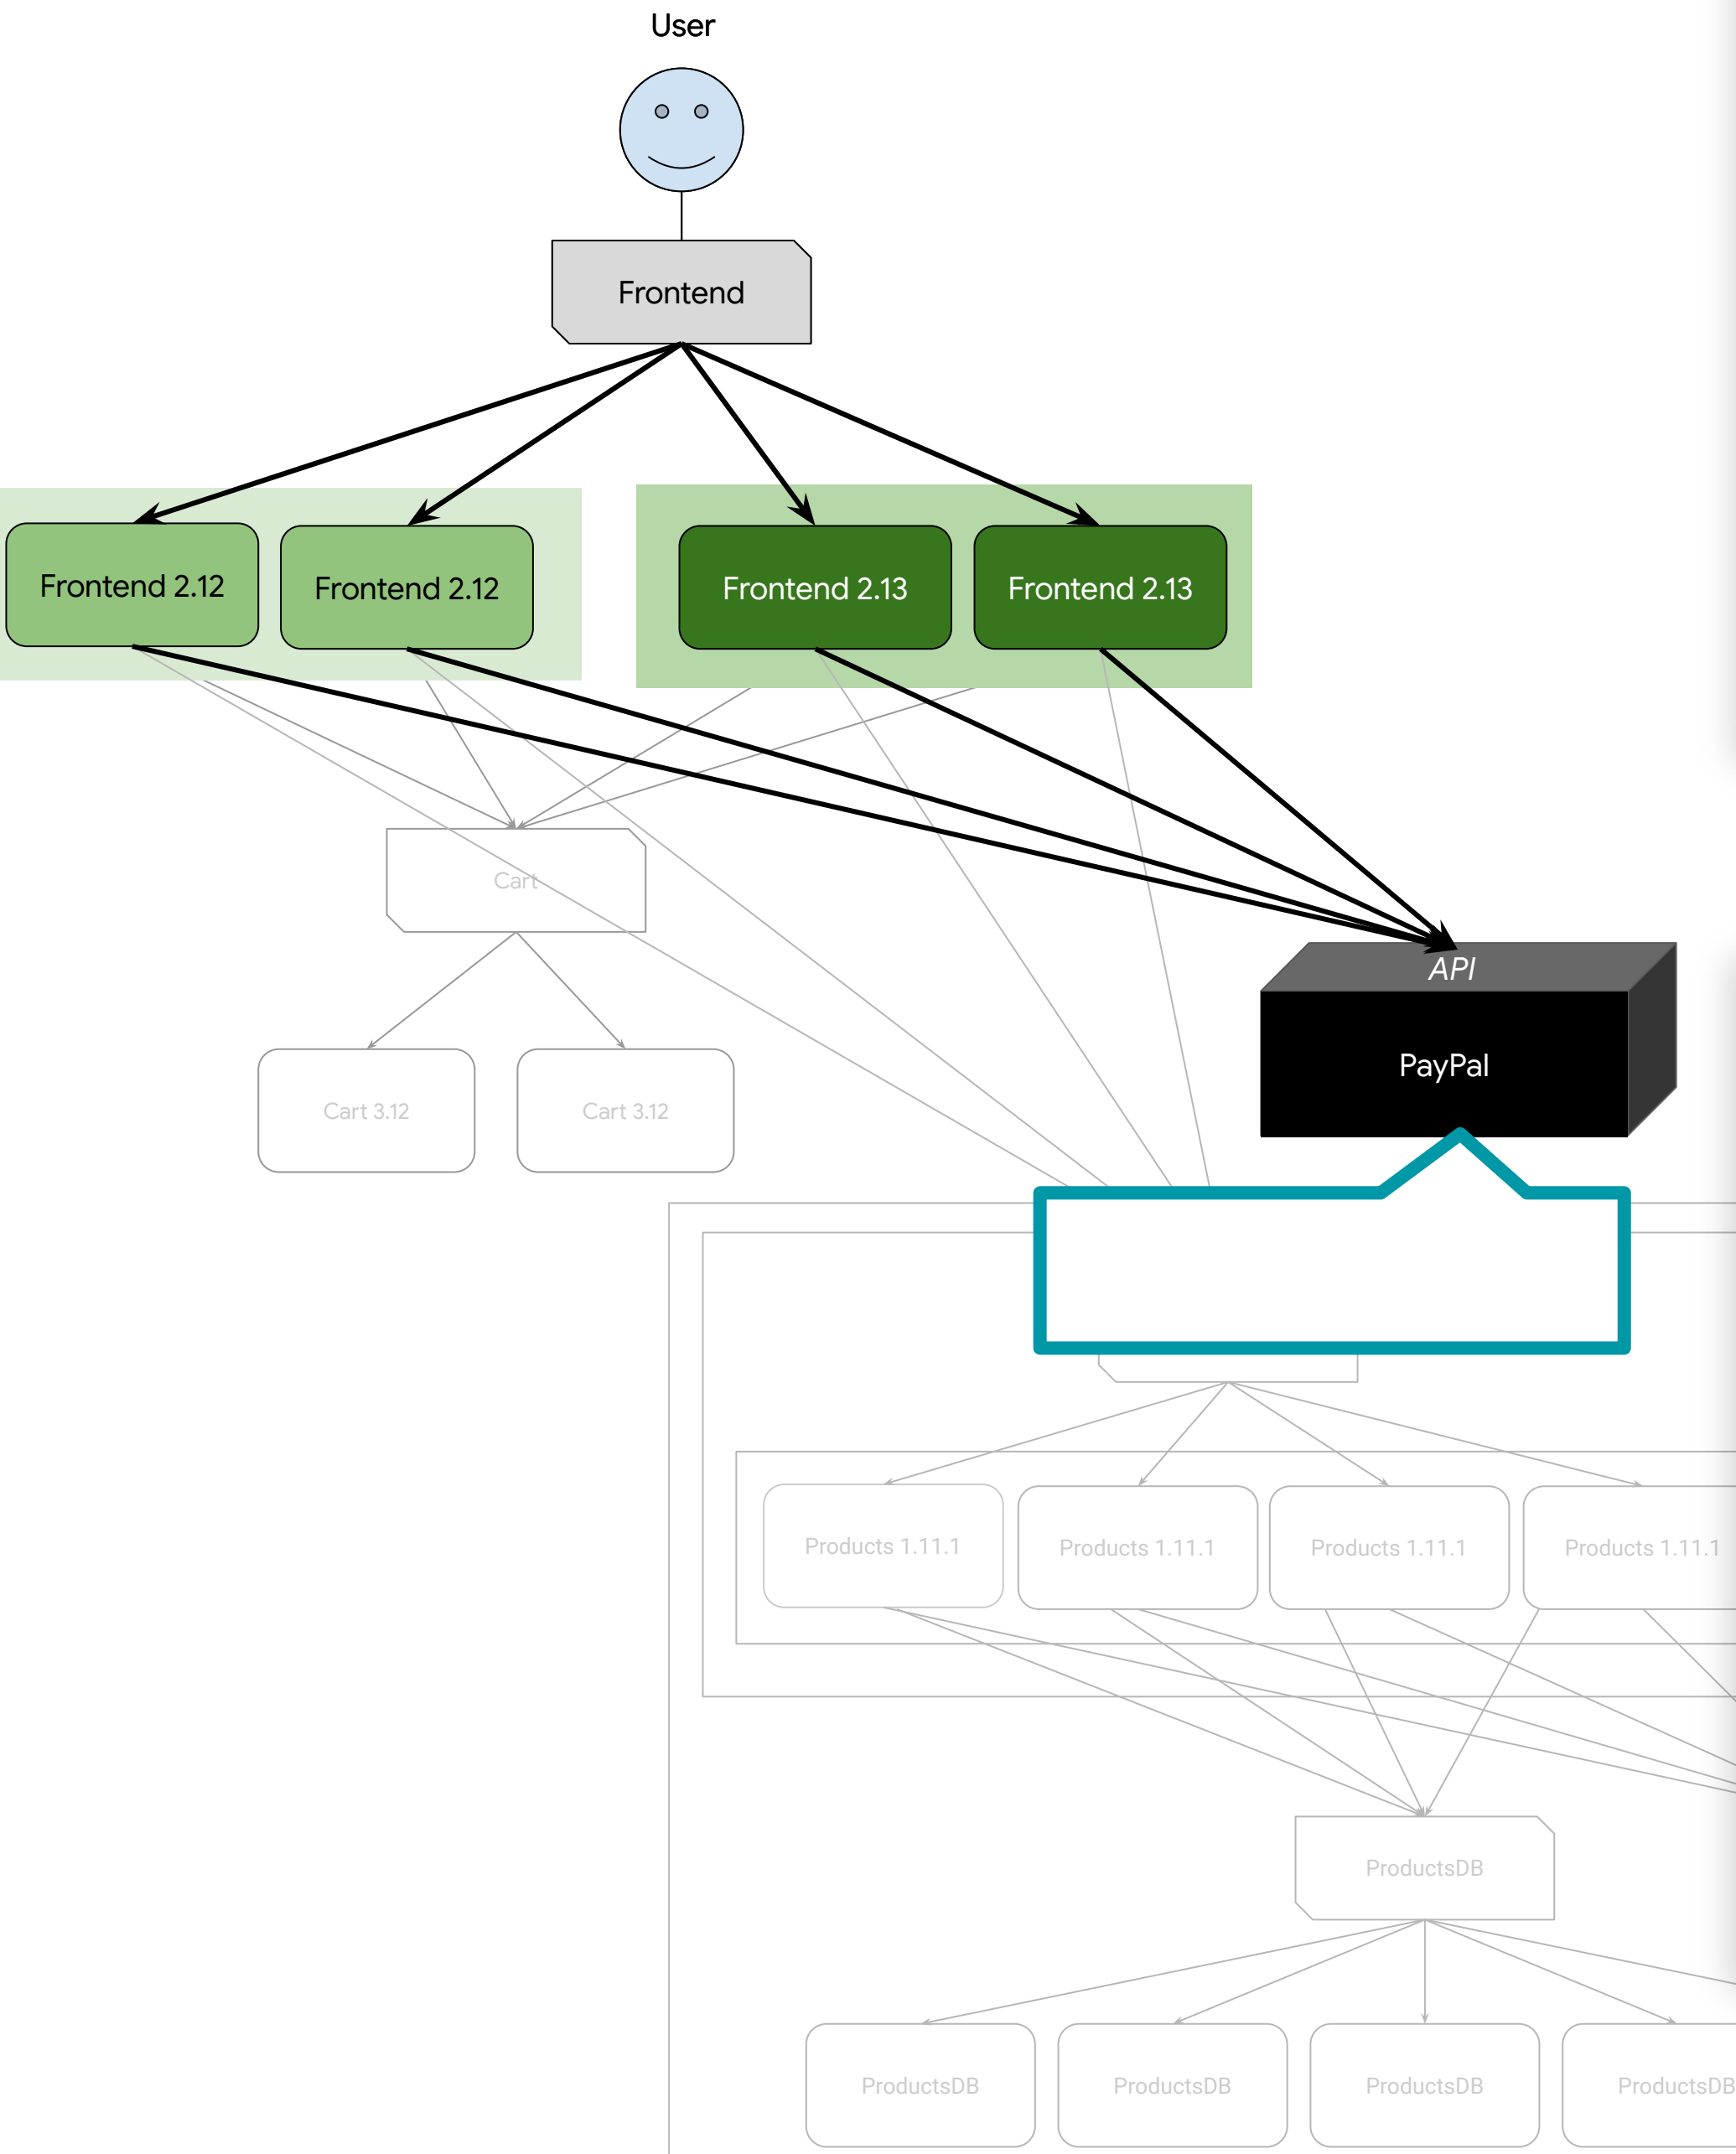 User
Frontend
Frontend 2.12
Frontend 2.12
Frontend 2.13
Frontend 2.13
Cart
API
PayPal
Cart 3.12
Cart 3.12
Products 1.11.1
Products 1.11.1
Products 1.11.1
Products 1.11.1
ProductsDB
ProductsDB
ProductsDB
ProductsDB
ProductsDB